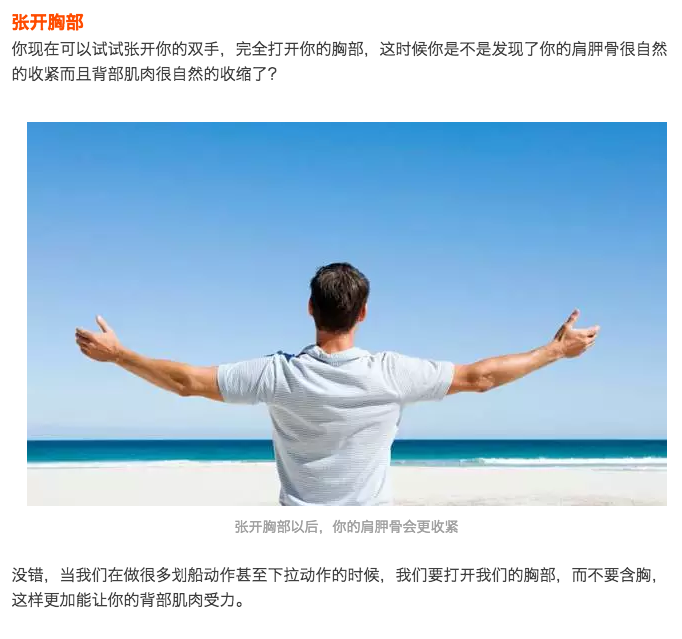 张开胸部
你现在可以试试张开你的双手，完全打开你的胸部，这时候你是不是发现了你的肩胛骨很自然
的收紧而且背部肌肉很自然的收缩了？
张开胸部以后，你的肩胛骨会更收紧
没错，当我们在做很多划船动作甚至下拉动作的时候，我们要打开我们的胸部，而不要含胸，
这样更加能让你的背部肌肉受力。